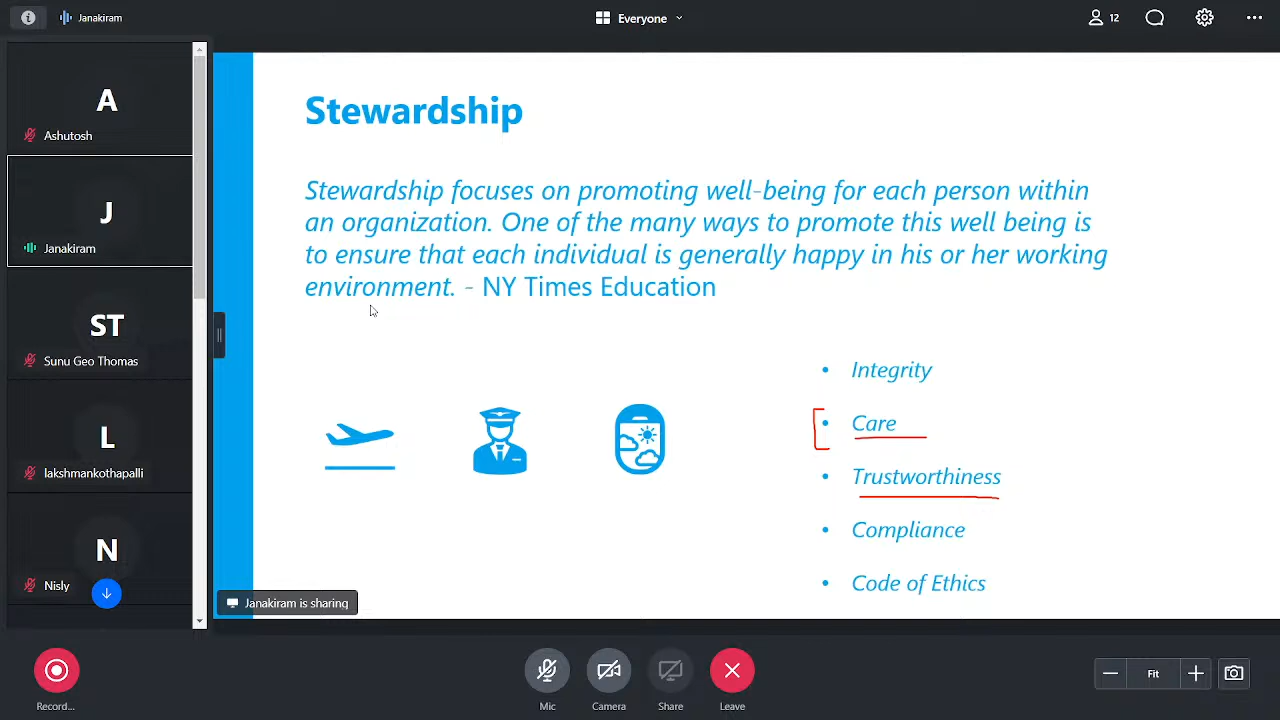 Janakiram
Everyone
12
A
Ashutosh
J
Janakiram
ST
Sunu Geo Thomas
L
lakshmankothapalli
N
Nisly
Stewardship
Stewardship focuses on promoting well-being for each person within
an organization. One of the many ways to promote this well being is
to ensure that each individual is generally happy in his or her working
environment. - NY Times Education
• Integrity
• Care
• Trustworthiness
• Compliance
• Code of Ethics
Janakiram is sharing
Record...
Mic
Camera
Share
Leave
Fit